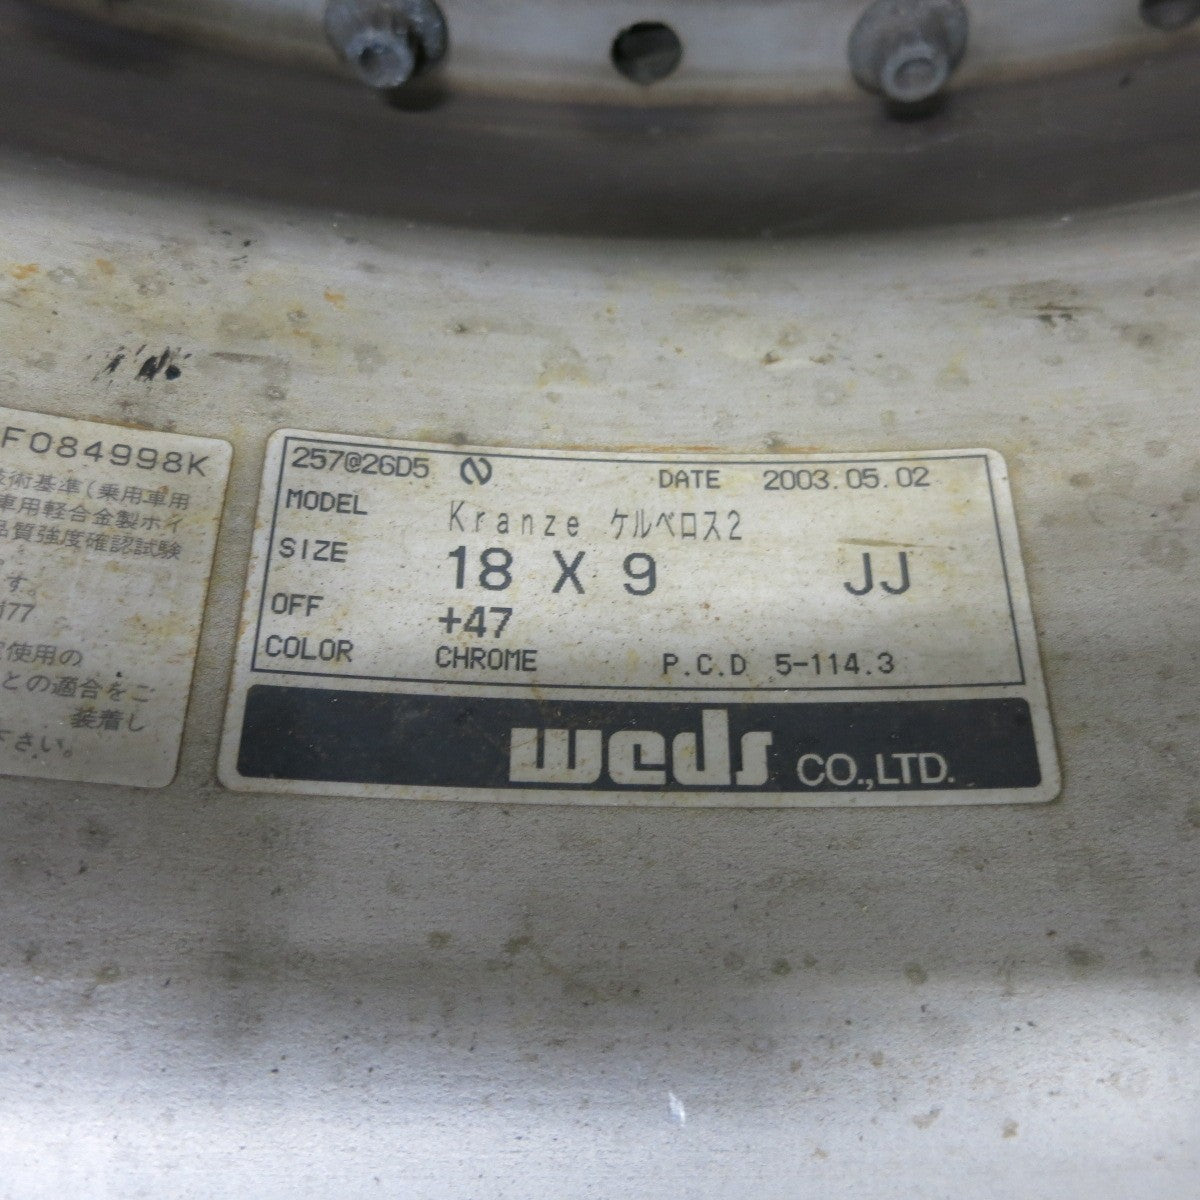 F084998K
技術基準(乗用車用
車用軽合金製ホイ
品質強度確認試験
す。
177
使用の
との適合をご
装着し
下さい。
257@26D5
DATE 2003.05.02
MODEL Kranze ケルベロス2
SIZE 18 X 9 JJ
OFF +47
COLOR CHROME P.C.D 5-114.3
weds CO.,LTD.